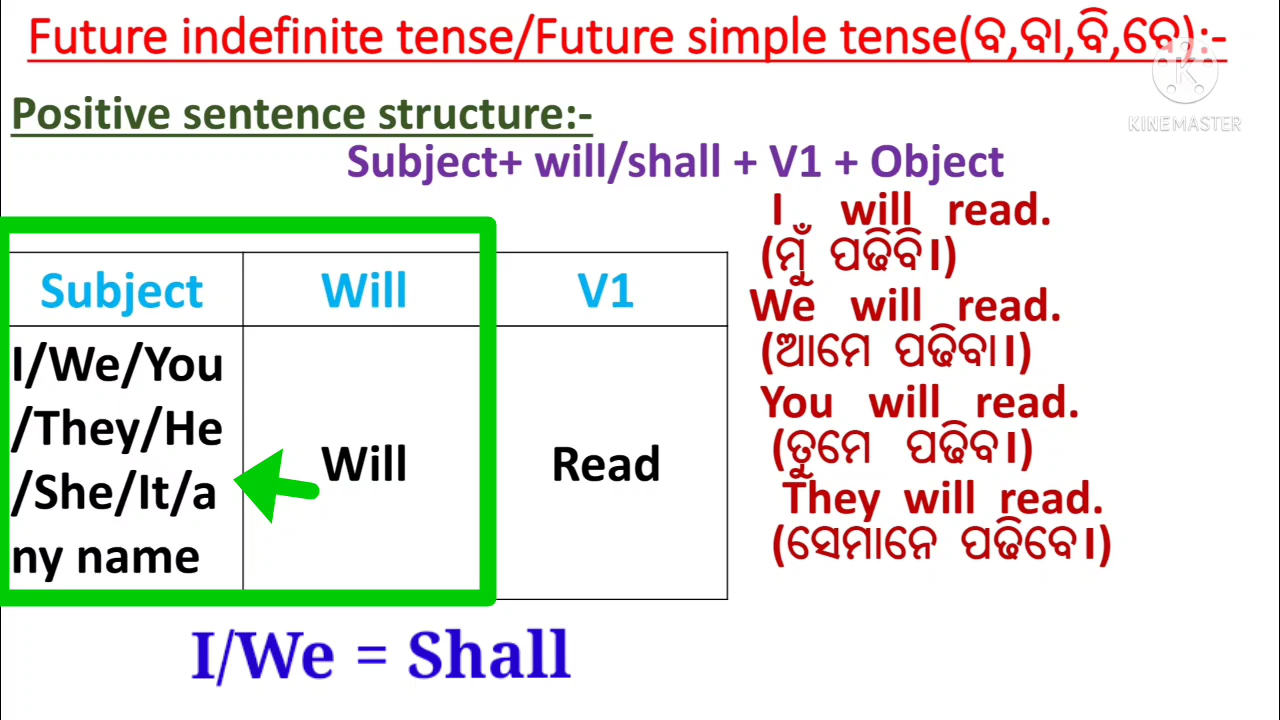 Future indefinite tense/Future simple tense(ବ,ବା,ବି,ବେ):-
KINEMASTER
Positive sentence structure:-
Subject+ will/shall + V1 + Object
I will read.
(ମୁଁ ପଢିବି।)
We will read.
(ଆମେ ପଢିବା।)
You will read.
(ତୁମେ ପଢିବ।)
They will read.
(ସେମାନେ ପଢିବେ।)
Subject Will V1
I/We/You
/They/He
/She/It/a
ny name
Will Read
I/We = Shall